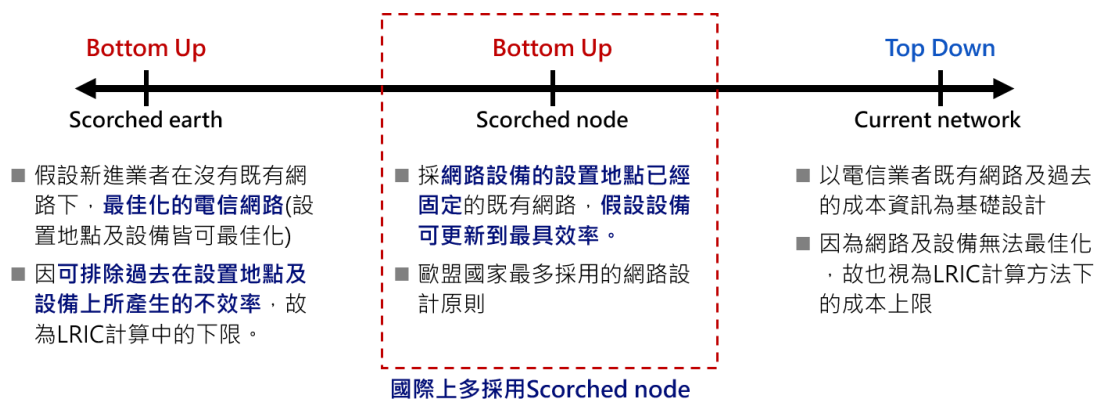 Bottom Up
Scorched earth
■ 假設新進業者在沒有既有網
路下，最佳化的電信網路(設
置地點及設備皆可最佳化)
■ 因可排除過去在設置地點及
設備上所產生的不效率，故
為LRIC計算中的下限。
Bottom Up
Scorched node
■ 採網路設備的設置地點已經
固定的既有網路，假設設備
可更新到最具效率。
■ 歐盟國家最多採用的網路設
計原則
國際上多採用Scorched node
Top Down
Current network
■ 以電信業者既有網路及過去
的成本資訊為基礎設計
■ 因為網路及設備無法最佳化
，故也視為LRIC計算方法下
的成本上限